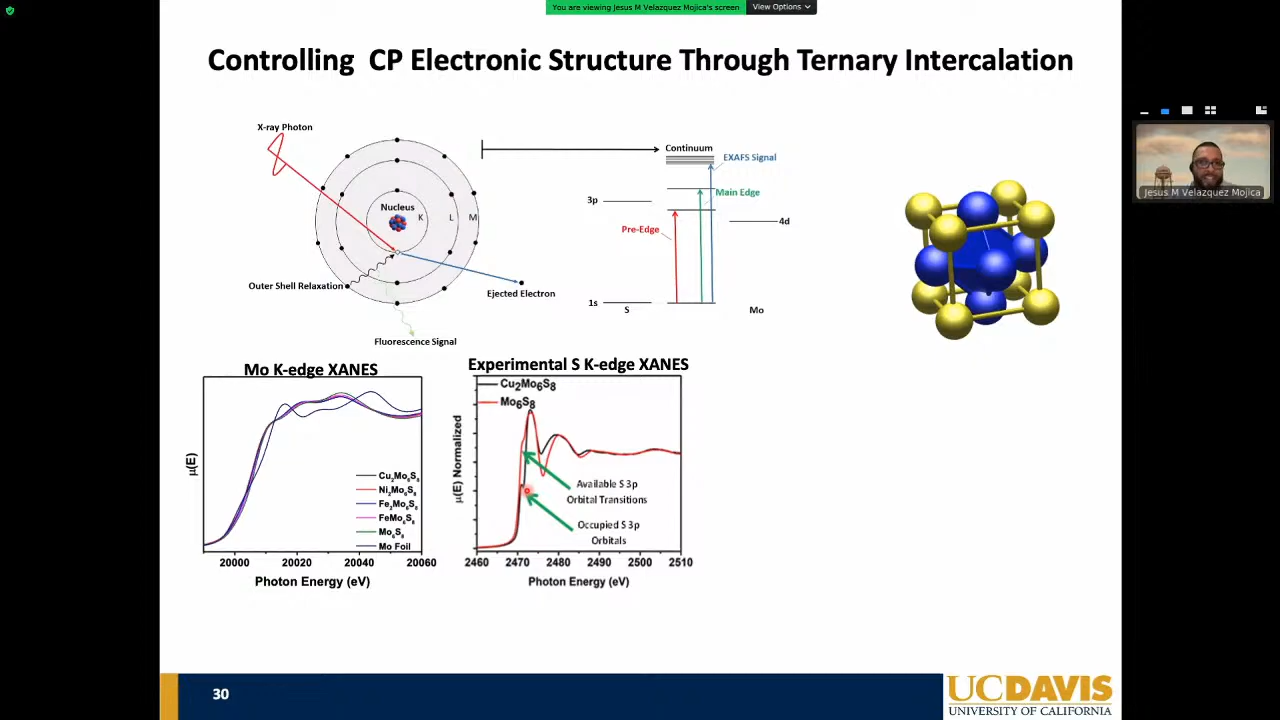 You are viewing Jesus M Velazquez Mojica's screen
View Options
Controlling CP Electronic Structure Through Ternary Intercalation
X-ray Photon
Nucleus
K
L
M
Outer Shell Relaxation
Ejected Electron
Fluorescence Signal
Continuum
EXAFS Signal
Main Edge
3p
4d
Pre-Edge
1s
S
Mo
Jesus M Velazquez Mojica
Mo K-edge XANES
μ(E)
Cu2Mo6S8
Ni2Mo6S8
Fe2Mo6S8
FeMo6S8
Mo6S8
Mo Foil
20000 20020 20040 20060
Photon Energy (eV)
Experimental S K-edge XANES
μ(E) Normalized
Cu2Mo6S8
Mo6S8
Available S 3p
Orbital Transitions
Occupied S 3p
Orbitals
2460 2470 2480 2490 2500 2510
Photon Energy (eV)
30
UCDAVIS
UNIVERSITY OF CALIFORNIA